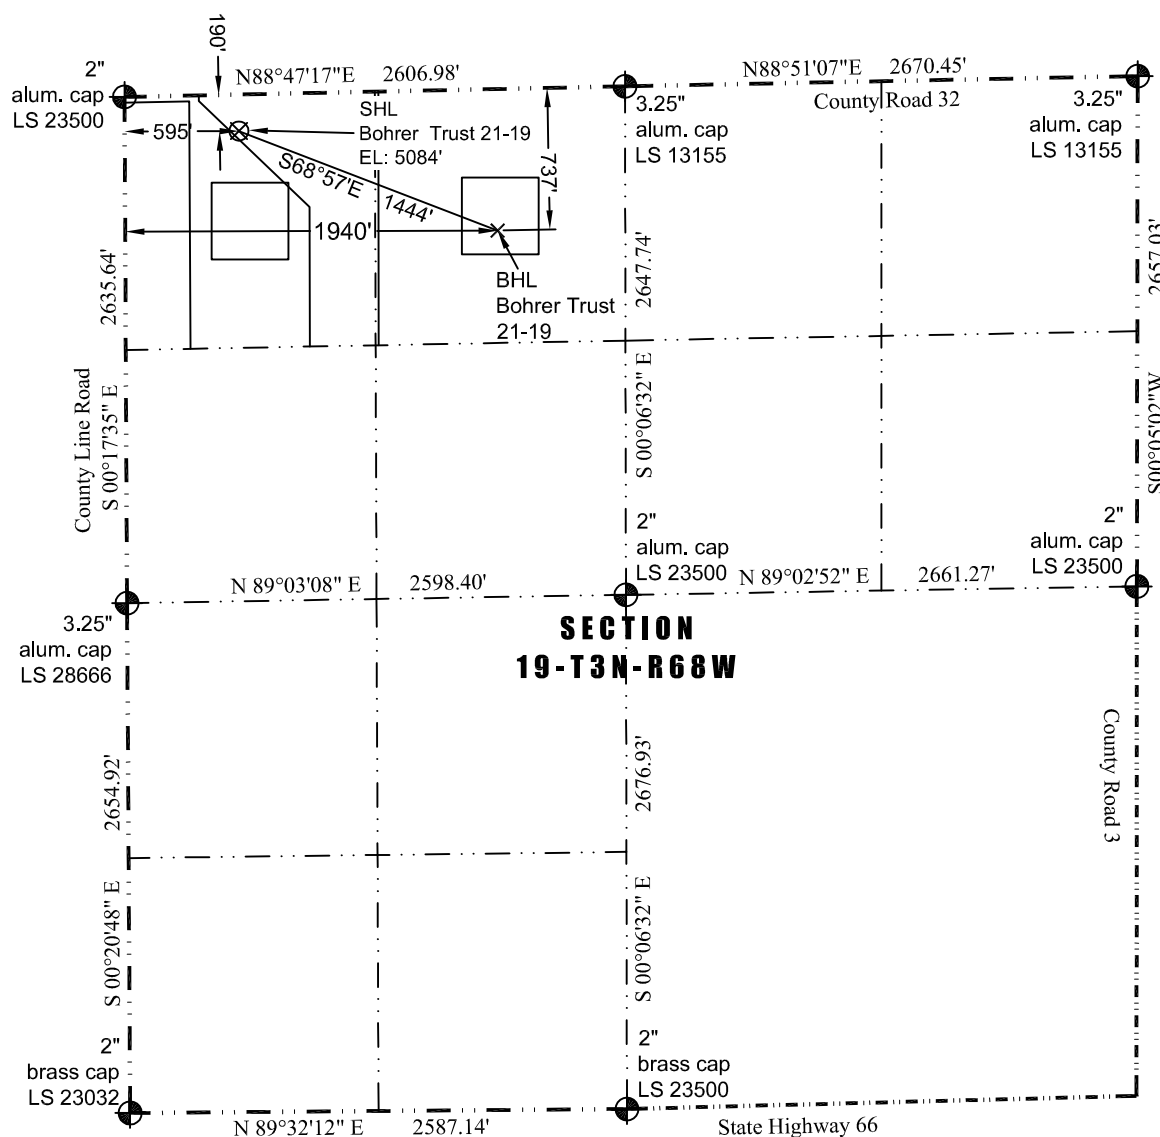 190'
2"
alum. cap
LS 23500
N88°47'17"E 2606.98'
N88°51'07"E 2670.45'
County Road 32
3.25"
alum. cap
LS 13155
3.25"
alum. cap
LS 13155
595'
SHL
Bohrer Trust 21-19
EL: 5084'
S68°57'E
1444'
737'
1940'
BHL
Bohrer Trust
21-19
2635.64'
2647.74'
2657.03'
County Line Road
S 00°17'35" E
S 00°06'32" E
S00°05'02"W
2"
alum. cap
LS 23500
2"
alum. cap
LS 23500
N 89°03'08" E 2598.40'
N 89°02'52" E 2661.27'
3.25"
alum. cap
LS 28666
SECTION
19-T3N-R68W
2654.92'
2676.93'
County Road 3
S 00°20'48" E
S 00°06'32" E
2"
brass cap
LS 23032
2"
brass cap
LS 23500
N 89°32'12" E 2587.14'
State Highway 66